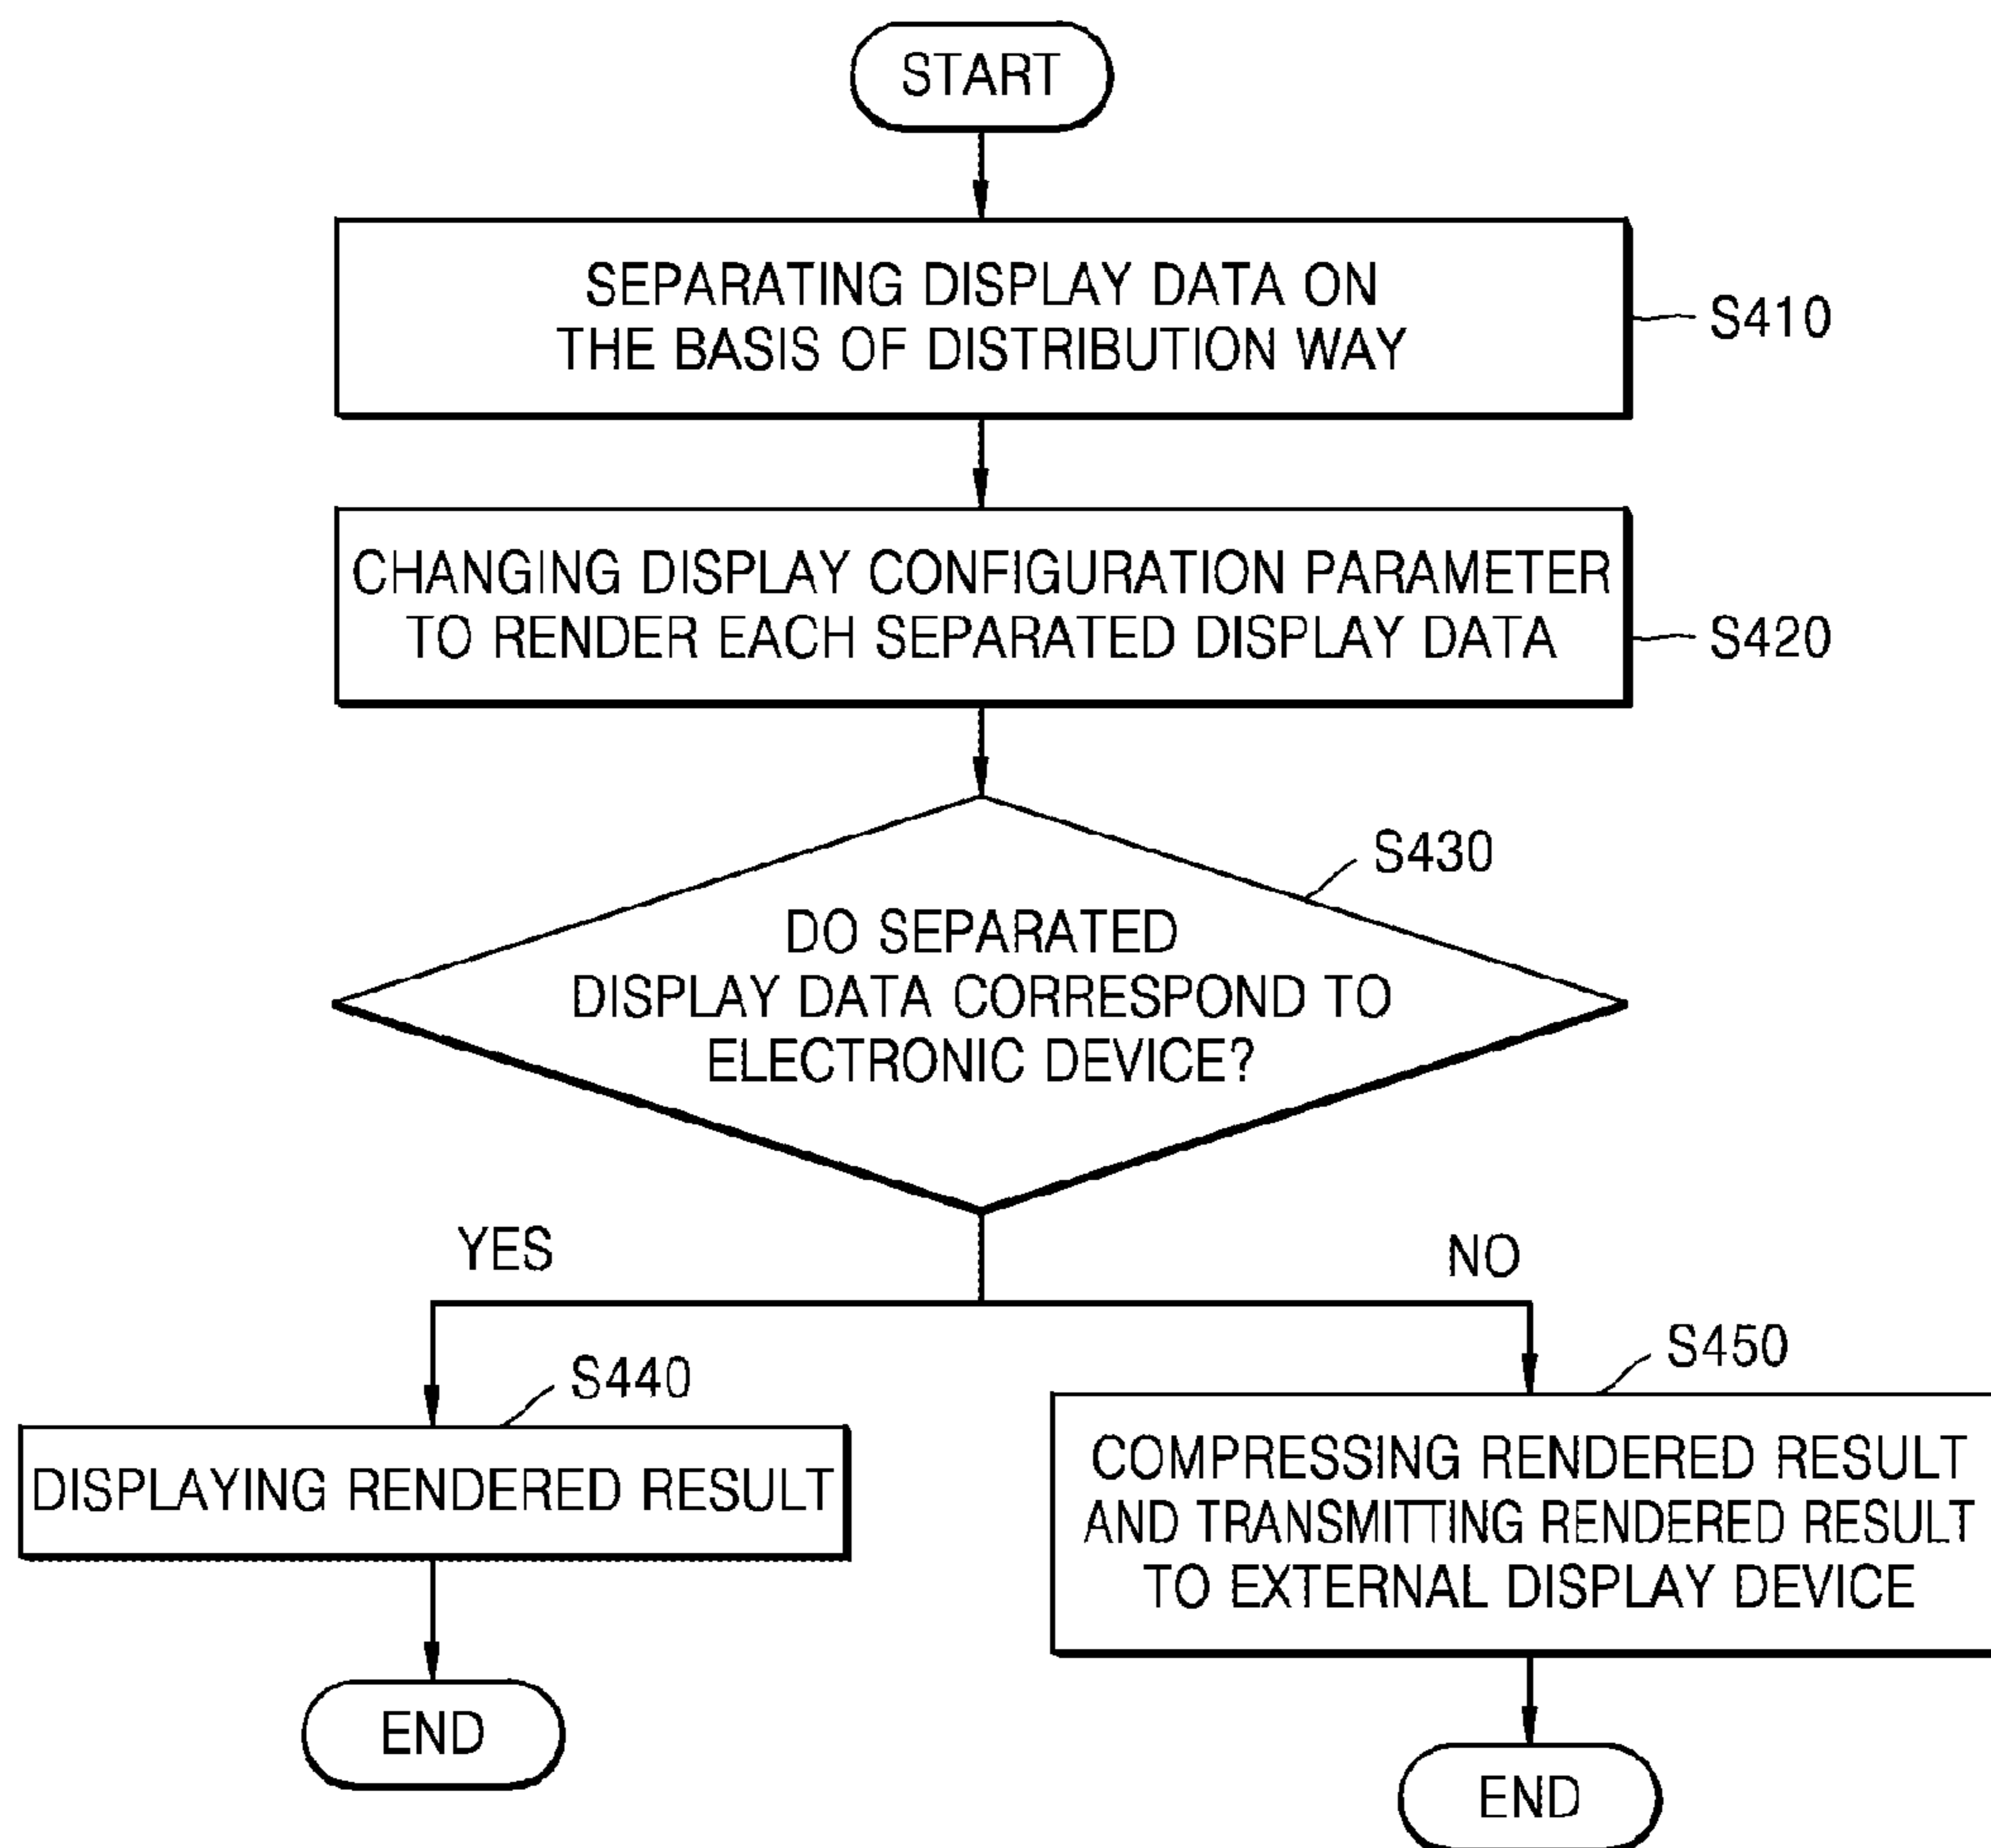 START
SEPARATING DISPLAY DATA ON
THE BASIS OF DISTRIBUTION WAY
S410
CHANGING DISPLAY CONFIGURATION PARAMETER
TO RENDER EACH SEPARATED DISPLAY DATA
S420
S430
DO SEPARATED
DISPLAY DATA CORRESPOND TO
ELECTRONIC DEVICE?
YES
NO
S440
DISPLAYING RENDERED RESULT
END
S450
COMPRESSING RENDERED RESULT
AND TRANSMITTING RENDERED RESULT
TO EXTERNAL DISPLAY DEVICE
END